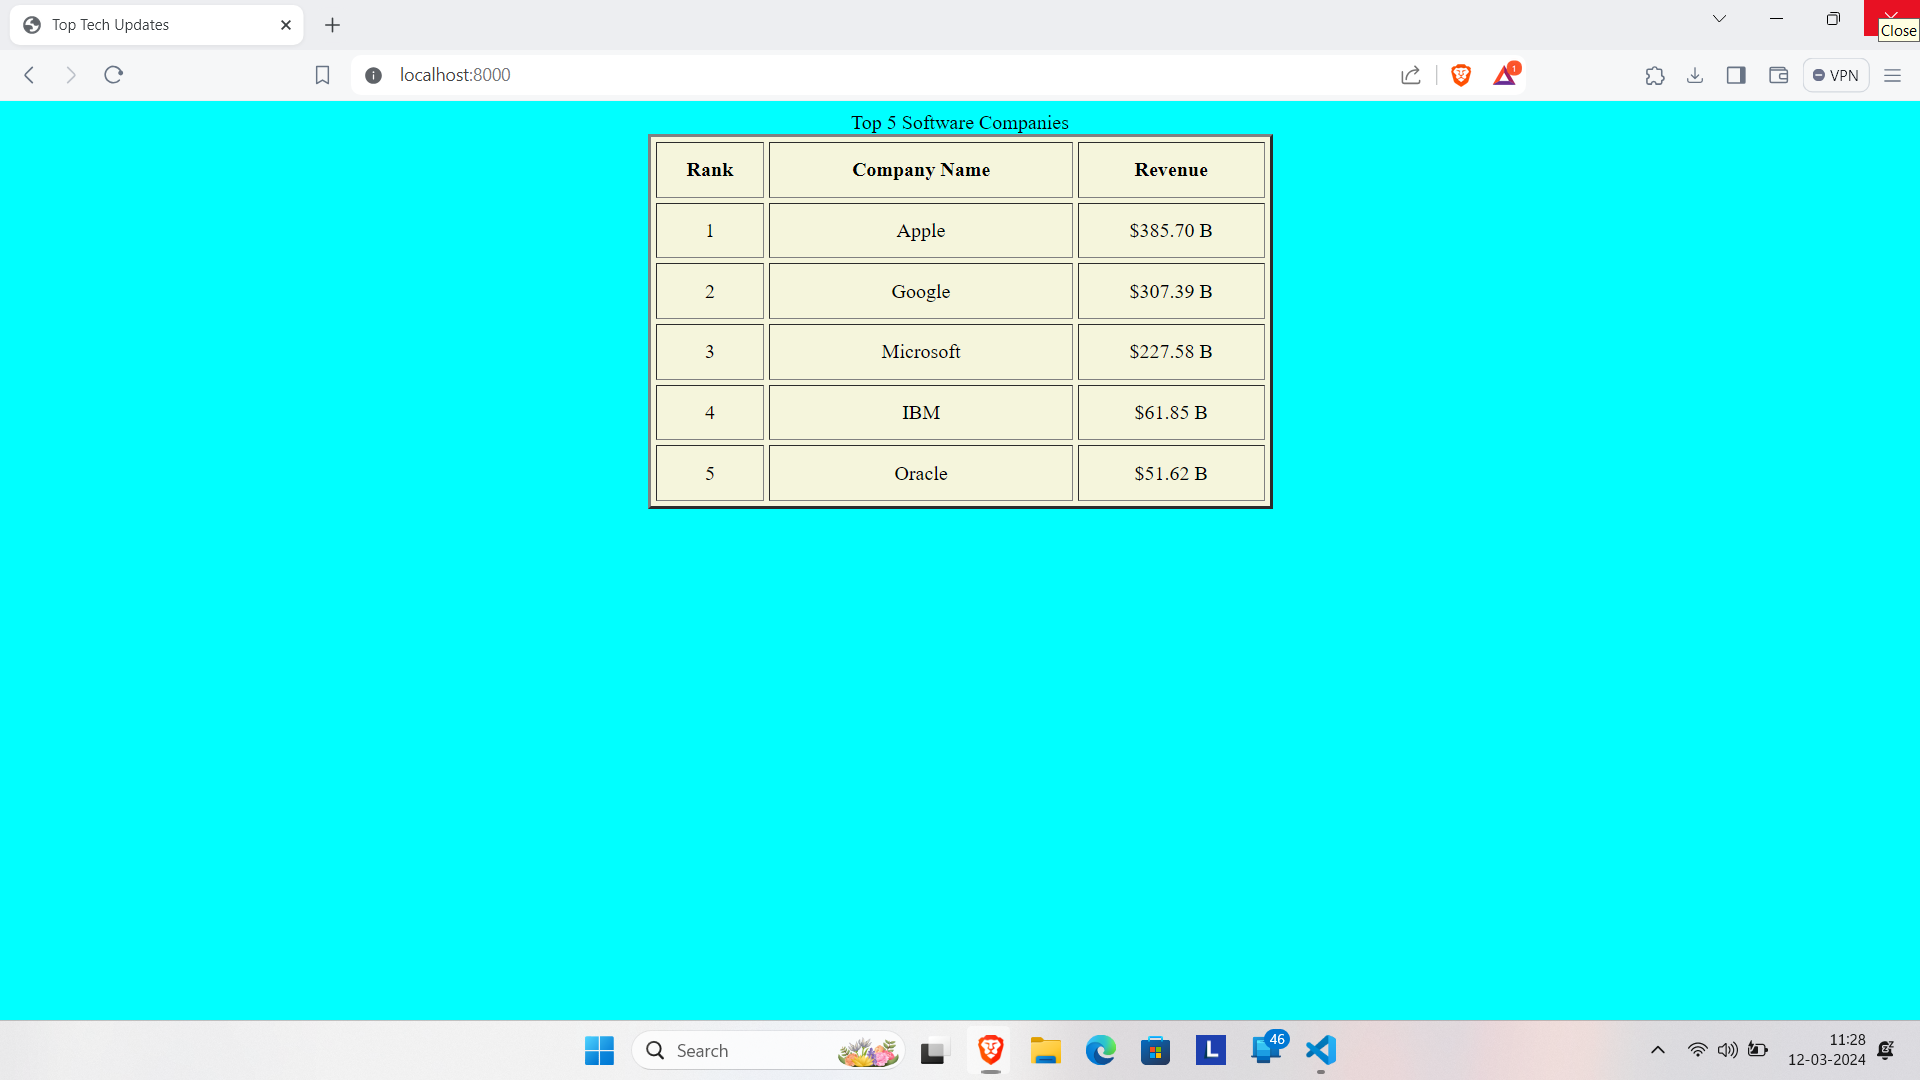 Top Tech Updates
Close
localhost:8000
1
VPN
Top 5 Software Companies
Rank Company Name Revenue
1 Apple $385.70 B
2 Google $307.39 B
3 Microsoft $227.58 B
4 IBM $61.85 B
5 Oracle $51.62 B
Search
L
46
11:28
12-03-2024